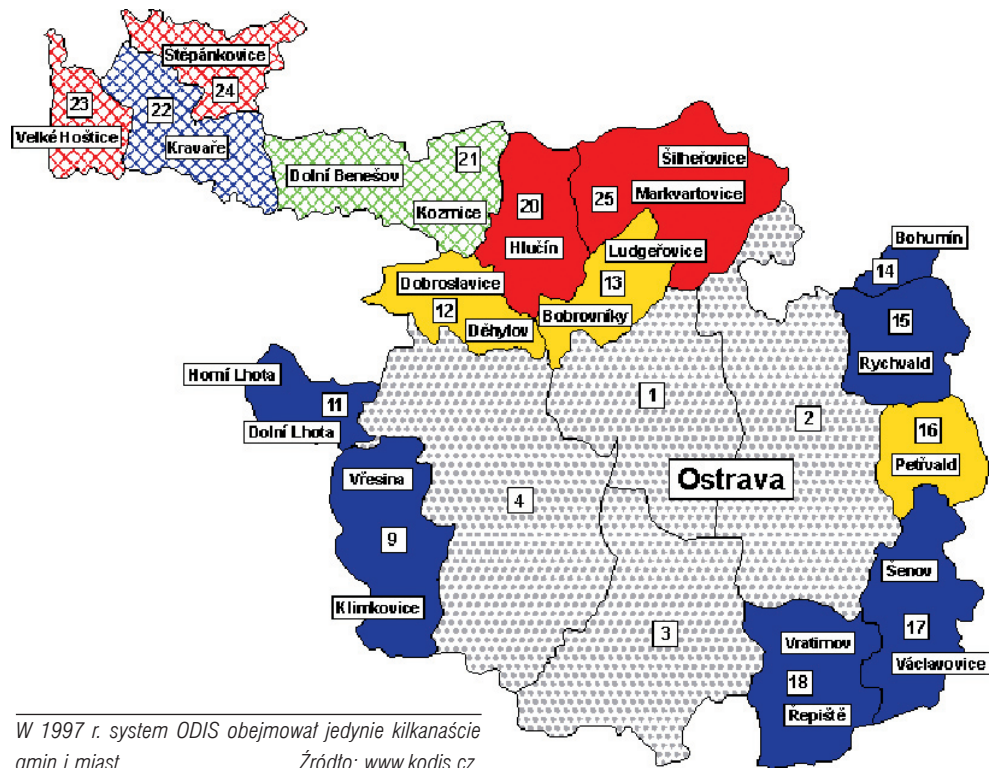 Štěpánkovice
24
23
22
Velké Hoštice
Kravaře
21
Dolní Benešov
Kozmice
Šilheřovice
25
Markvartovice
20
Hlučín
Ludgeřovice
Bohumín
14
13
Dobroslavice
12
Děhylov
Bobrovníky
15
Rychvald
Horní Lhota
11
Dolní Lhota
1
2
16
Petřvald
Vřesina
Ostrava
4
9
Šenov
Klimkovice
3
Vratimov
17
Václavovice
18
Řepiště
W 1997 r. system ODIS obejmował jedynie kilkanaście
gmin i miast Źródło: www.kodis.cz